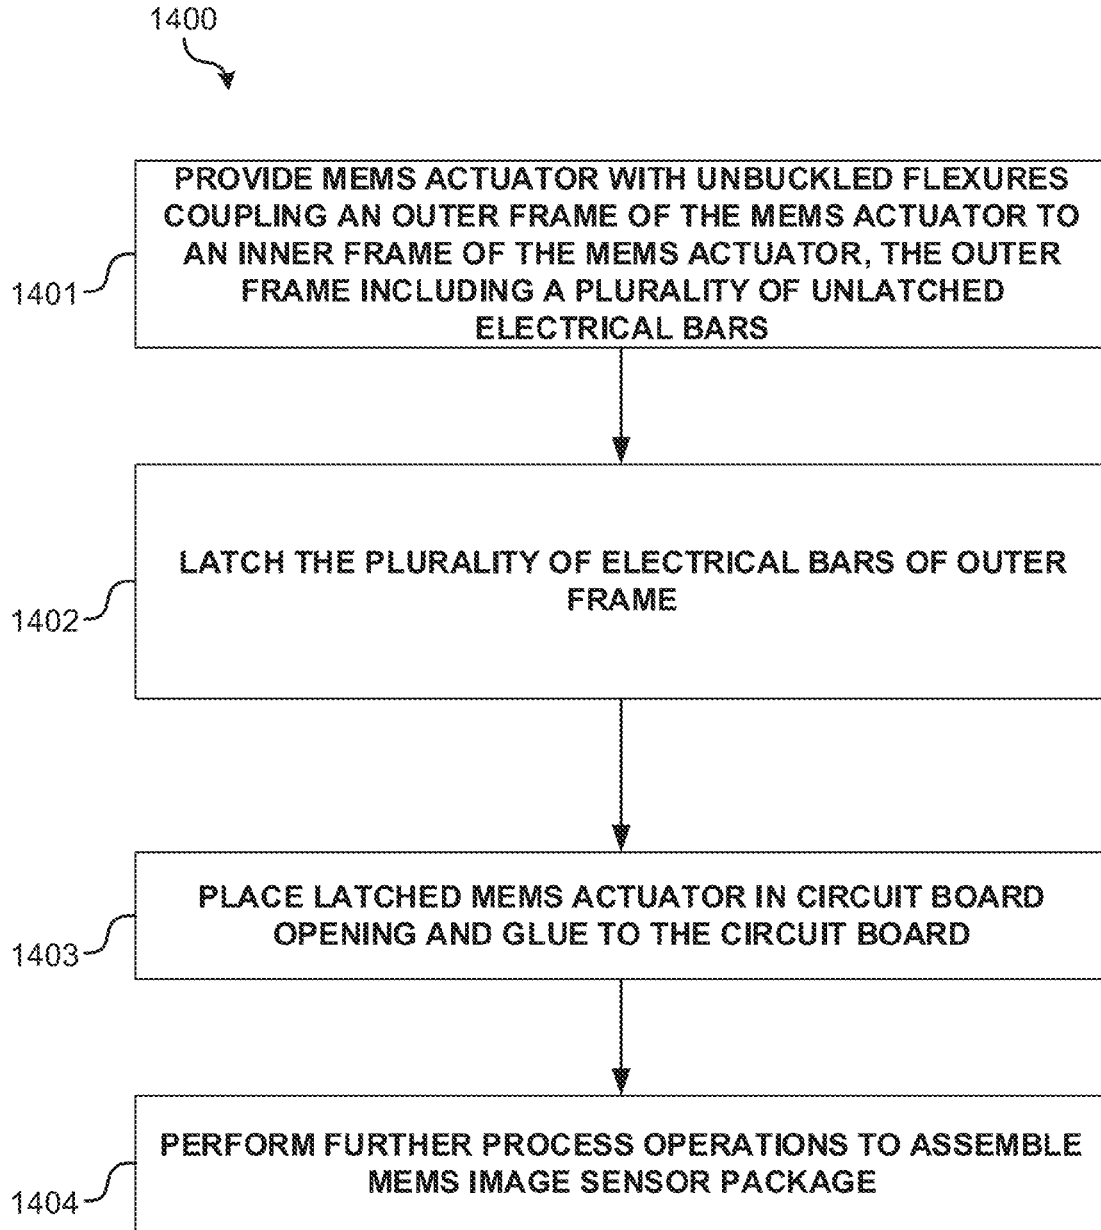 1400
PROVIDE MEMS ACTUATOR WITH UNBUCKLED FLEXURES
COUPLING AN OUTER FRAME OF THE MEMS ACTUATOR TO
AN INNER FRAME OF THE MEMS ACTUATOR, THE OUTER
FRAME INCLUDING A PLURALITY OF UNLATCHED
ELECTRICAL BARS
1401
LATCH THE PLURALITY OF ELECTRICAL BARS OF OUTER
FRAME
1402
PLACE LATCHED MEMS ACTUATOR IN CIRCUIT BOARD
OPENING AND GLUE TO THE CIRCUIT BOARD
1403
PERFORM FURTHER PROCESS OPERATIONS TO ASSEMBLE
MEMS IMAGE SENSOR PACKAGE
1404